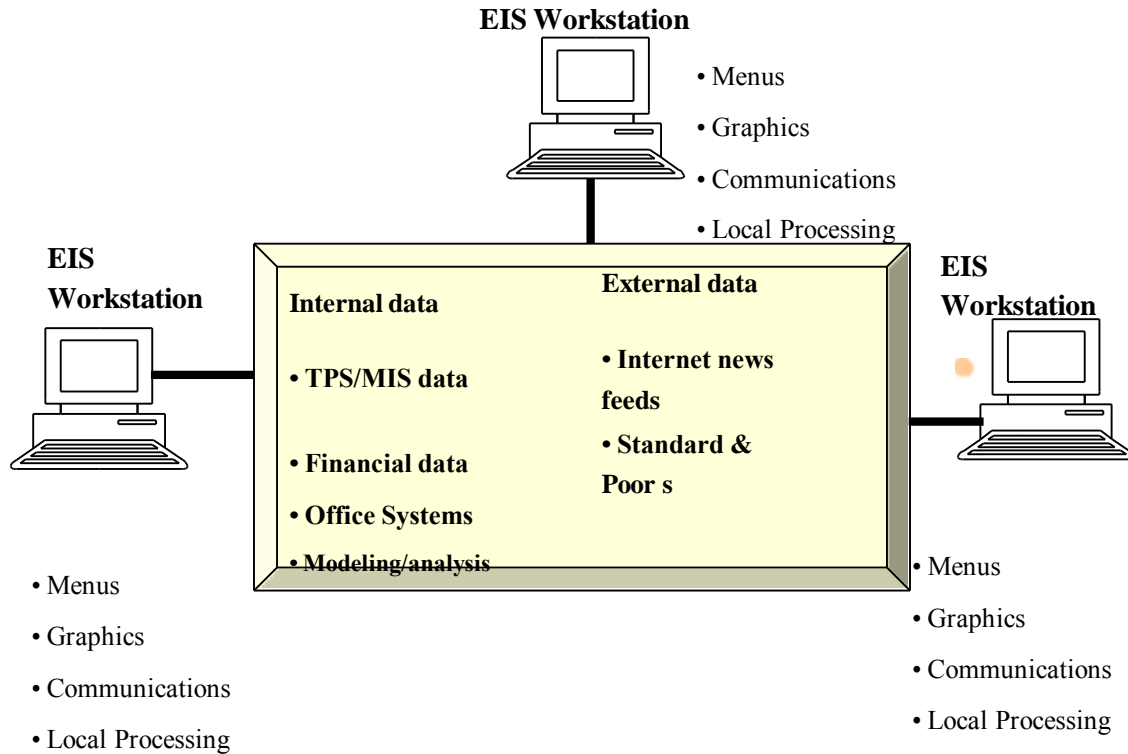 EIS Workstation
• Menus
• Graphics
• Communications
• Local Processing
EIS
Workstation
Internal data
• TPS/MIS data
• Financial data
• Office Systems
• Modeling/analysis
External data
• Internet news
feeds
• Standard &
Poor s
EIS
Workstation
• Menus
• Graphics
• Communications
• Local Processing
• Menus
• Graphics
• Communications
• Local Processing